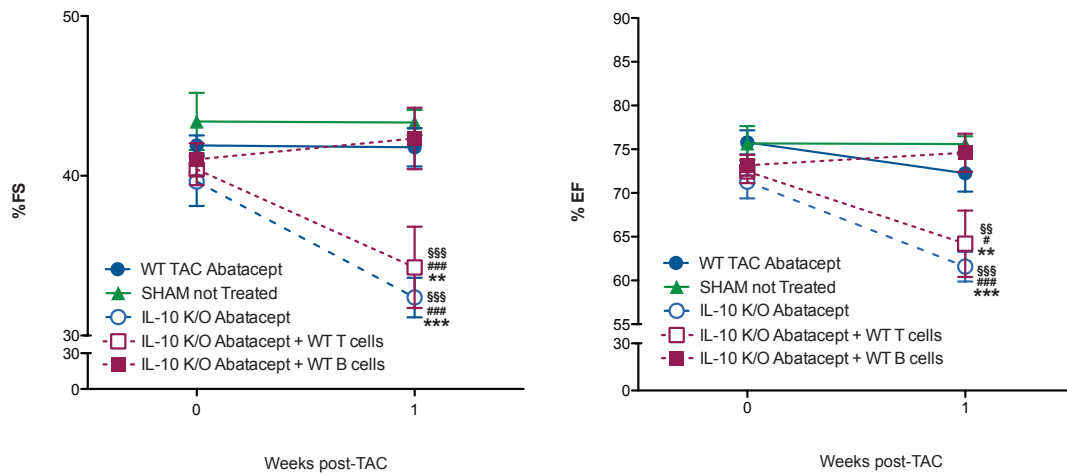 50
40
30
30
0
%FS
§§§
###
**
§§§
###
***
WT TAC Abatacept
SHAM not Treated
IL-10 K/O Abatacept
IL-10 K/O Abatacept + WT T cells
IL-10 K/O Abatacept + WT B cells
0
1
Weeks post-TAC
90
85
80
75
70
65
60
55
30
0
% EF
§§
#
**
§§§
###
***
WT TAC Abatacept
SHAM not Treated
IL-10 K/O Abatacept
IL-10 K/O Abatacept + WT T cells
IL-10 K/O Abatacept + WT B cells
0
1
Weeks post-TAC